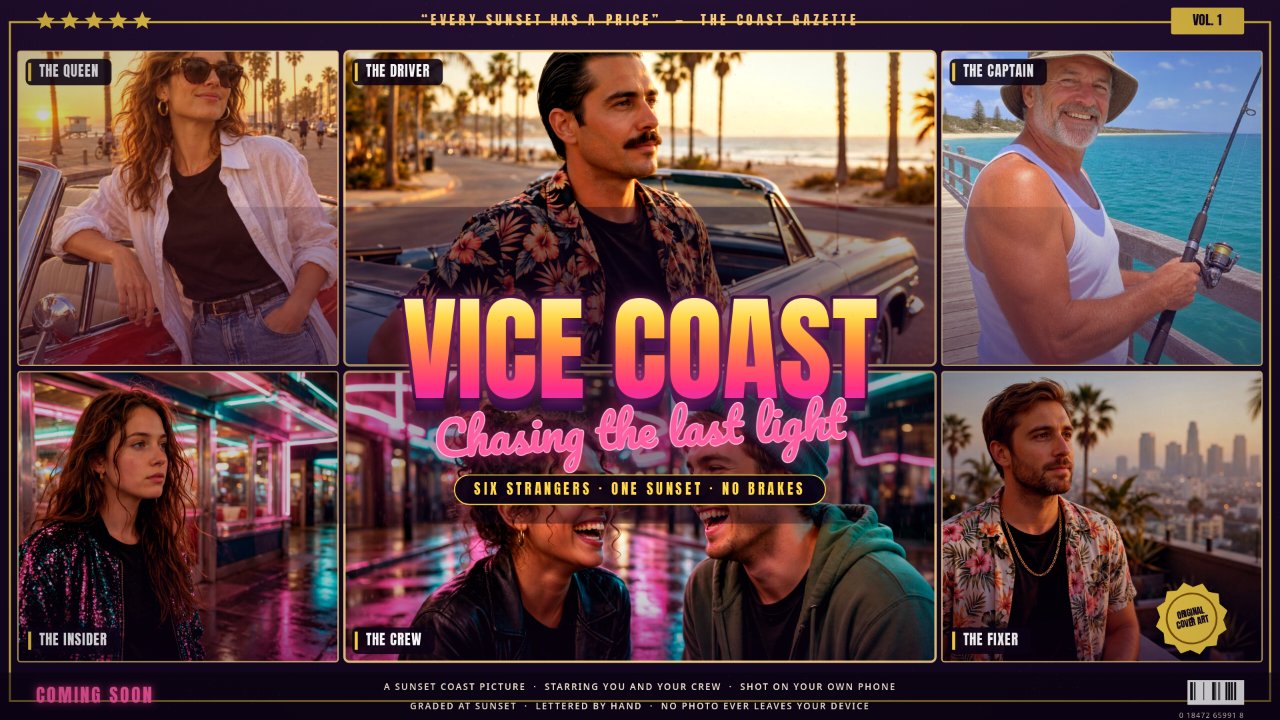 “EVERY SUNSET HAS A PRICE” — THE COAST GAZETTE
VOL. 1
THE QUEEN
THE DRIVER
THE CAPTAIN
VICE COAST
Chasing the last light
SIX STRANGERS · ONE SUNSET · NO BRAKES
THE INSIDER
THE CREW
THE FIXER
ORIGINAL
COVER ART
COMING SOON
A SUNSET COAST PICTURE · STARRING YOU AND YOUR CREW · SHOT ON YOUR OWN PHONE
GRADED AT SUNSET · LETTERED BY HAND · NO PHOTO EVER LEAVES YOUR DEVICE
0 18472 65991 8